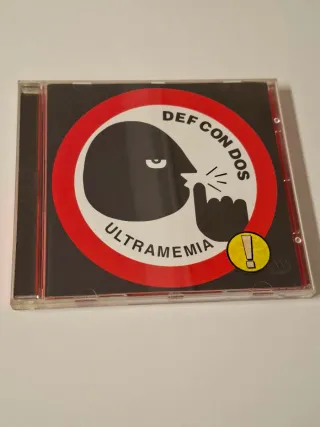 DEF CON DOS
ULTRAMEMIA
!